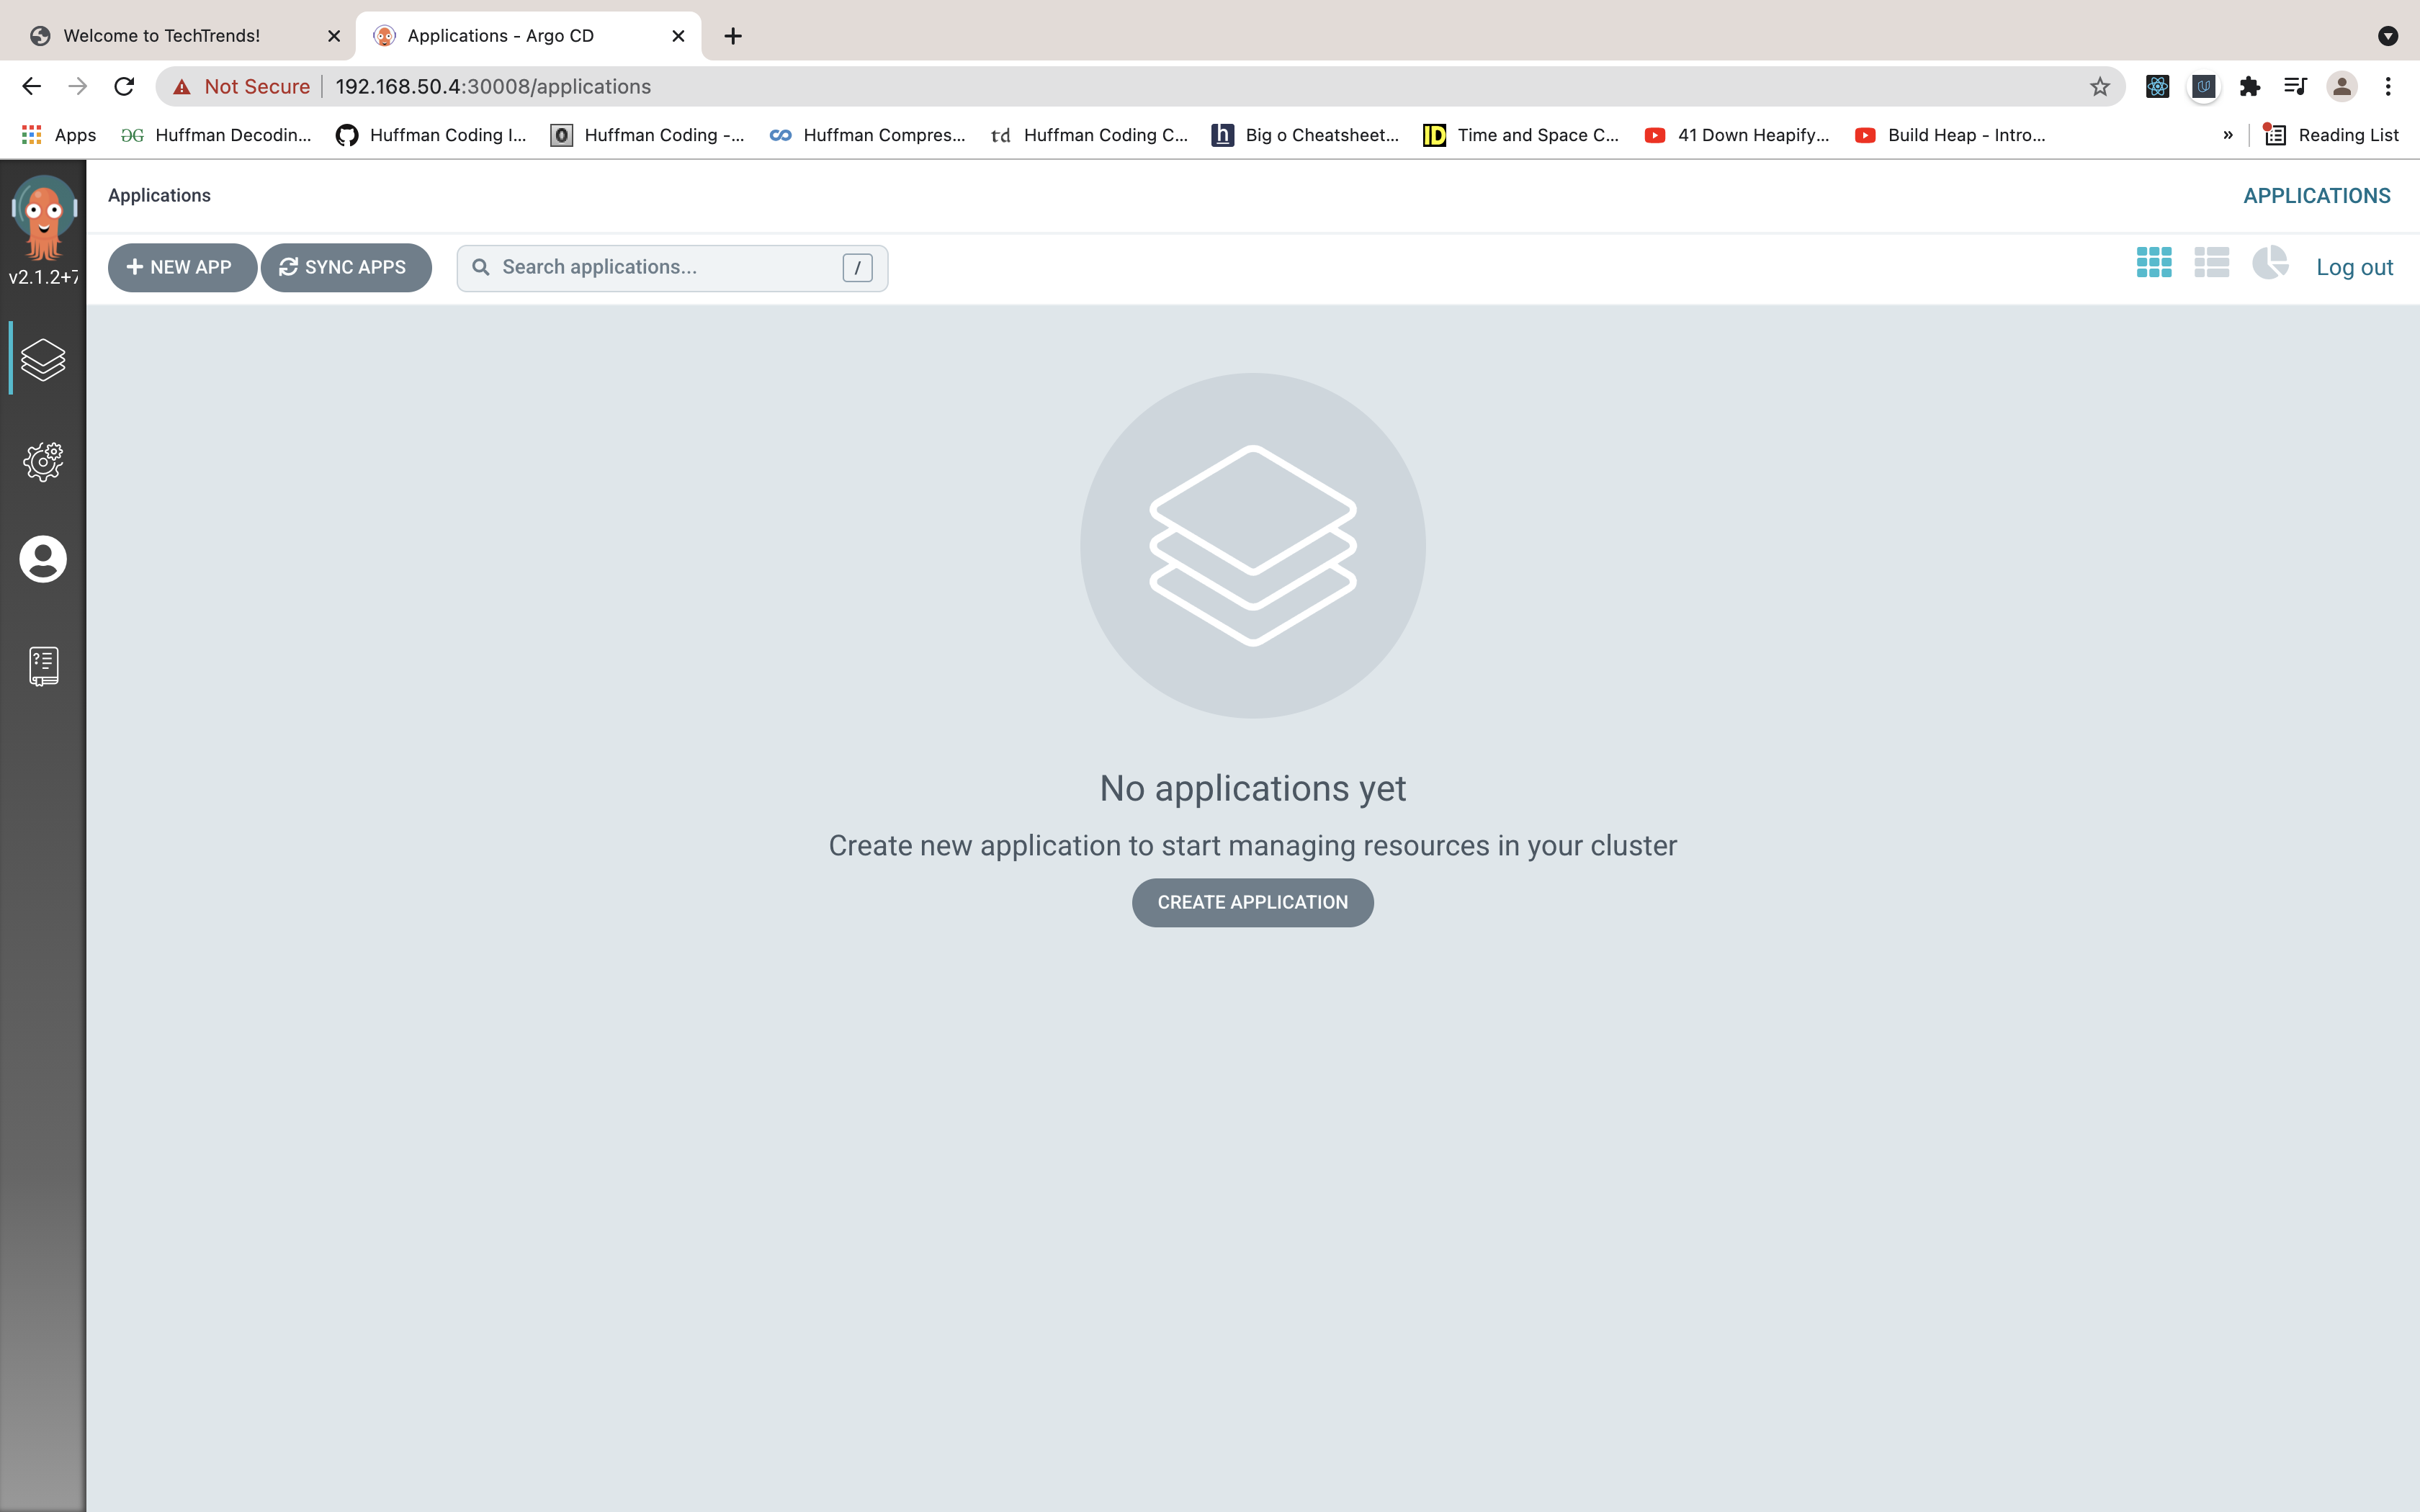 Welcome to TechTrends!
Applications - Argo CD
Not Secure 192.168.50.4:30008/applications
Apps Huffman Decodin... Huffman Coding I... Huffman Coding -... Huffman Compres... Huffman Coding C... Big o Cheatsheet... Time and Space C... 41 Down Heapify... Build Heap - Intro... » Reading List
Applications
APPLICATIONS
v2.1.2+7
NEW APP SYNC APPS Search applications... / Log out
No applications yet
Create new application to start managing resources in your cluster
CREATE APPLICATION